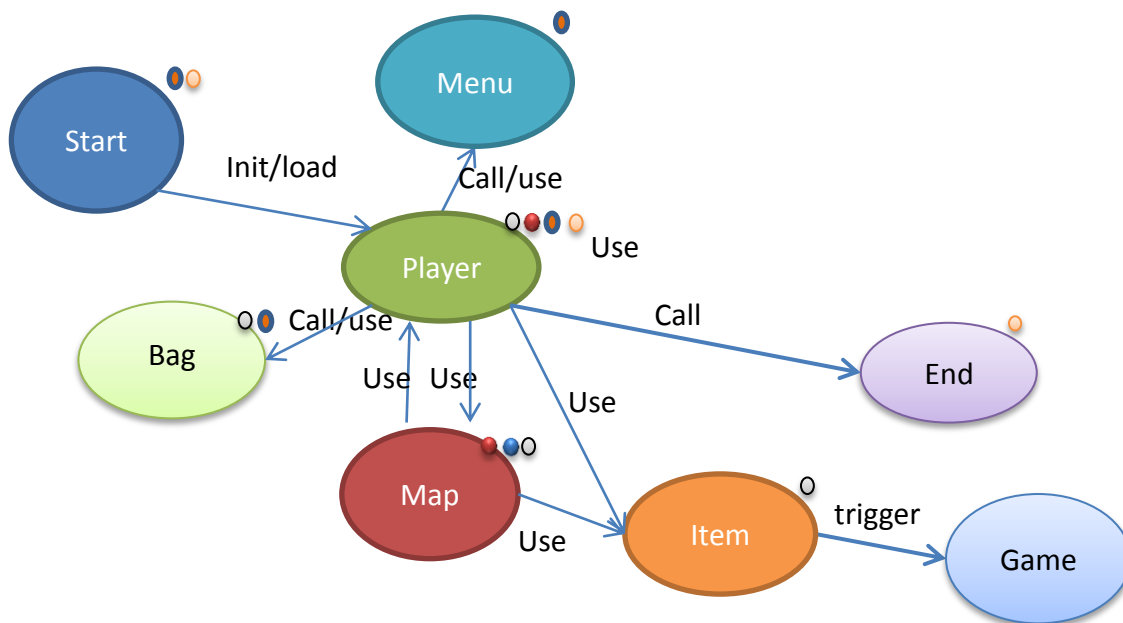 Menu
Start
Init/load
Call/use
Use
Player
Call
Call/use
Bag
End
Use
Use
Use
Map
trigger
Item
Use
Game